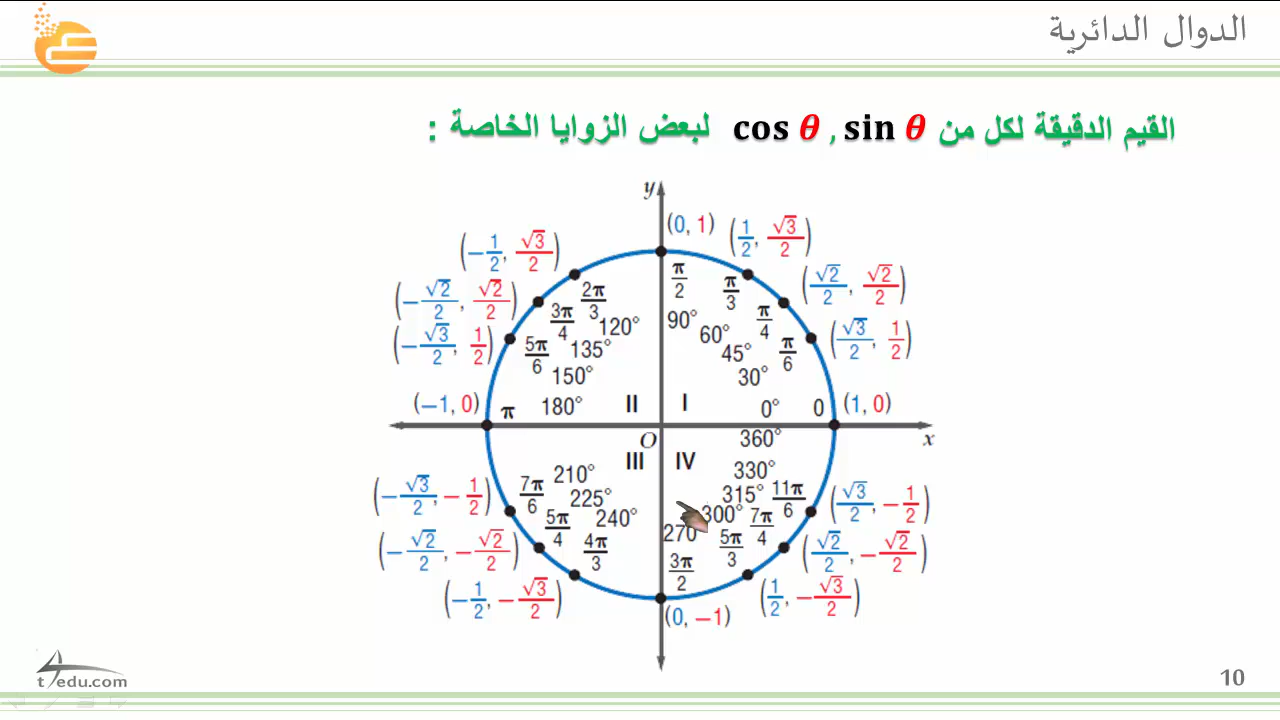 الدوال الدائرية
القيم الدقيقة لكل من cos θ , sin θ لبعض الزوايا الخاصة :
y
(0, 1)
(1/2, √3/2)
(-1/2, √3/2)
(√2/2, √2/2)
(-√2/2, √2/2)
(√3/2, 1/2)
(-√3/2, 1/2)
π/2
π/3
π/4
π/6
2π/3
3π/4
5π/6
90°
60°
45°
30°
120°
135°
150°
(-1, 0)
π
180°
II
I
0°
0
(1, 0)
O
x
360°
III
IV
330°
315°
300°
270
210°
225°
240°
7π/6
5π/4
4π/3
3π/2
5π/3
7π/4
11π/6
(-√3/2, -1/2)
(√3/2, -1/2)
(-√2/2, -√2/2)
(√2/2, -√2/2)
(-1/2, -√3/2)
(1/2, -√3/2)
(0, -1)
t4edu.com
10